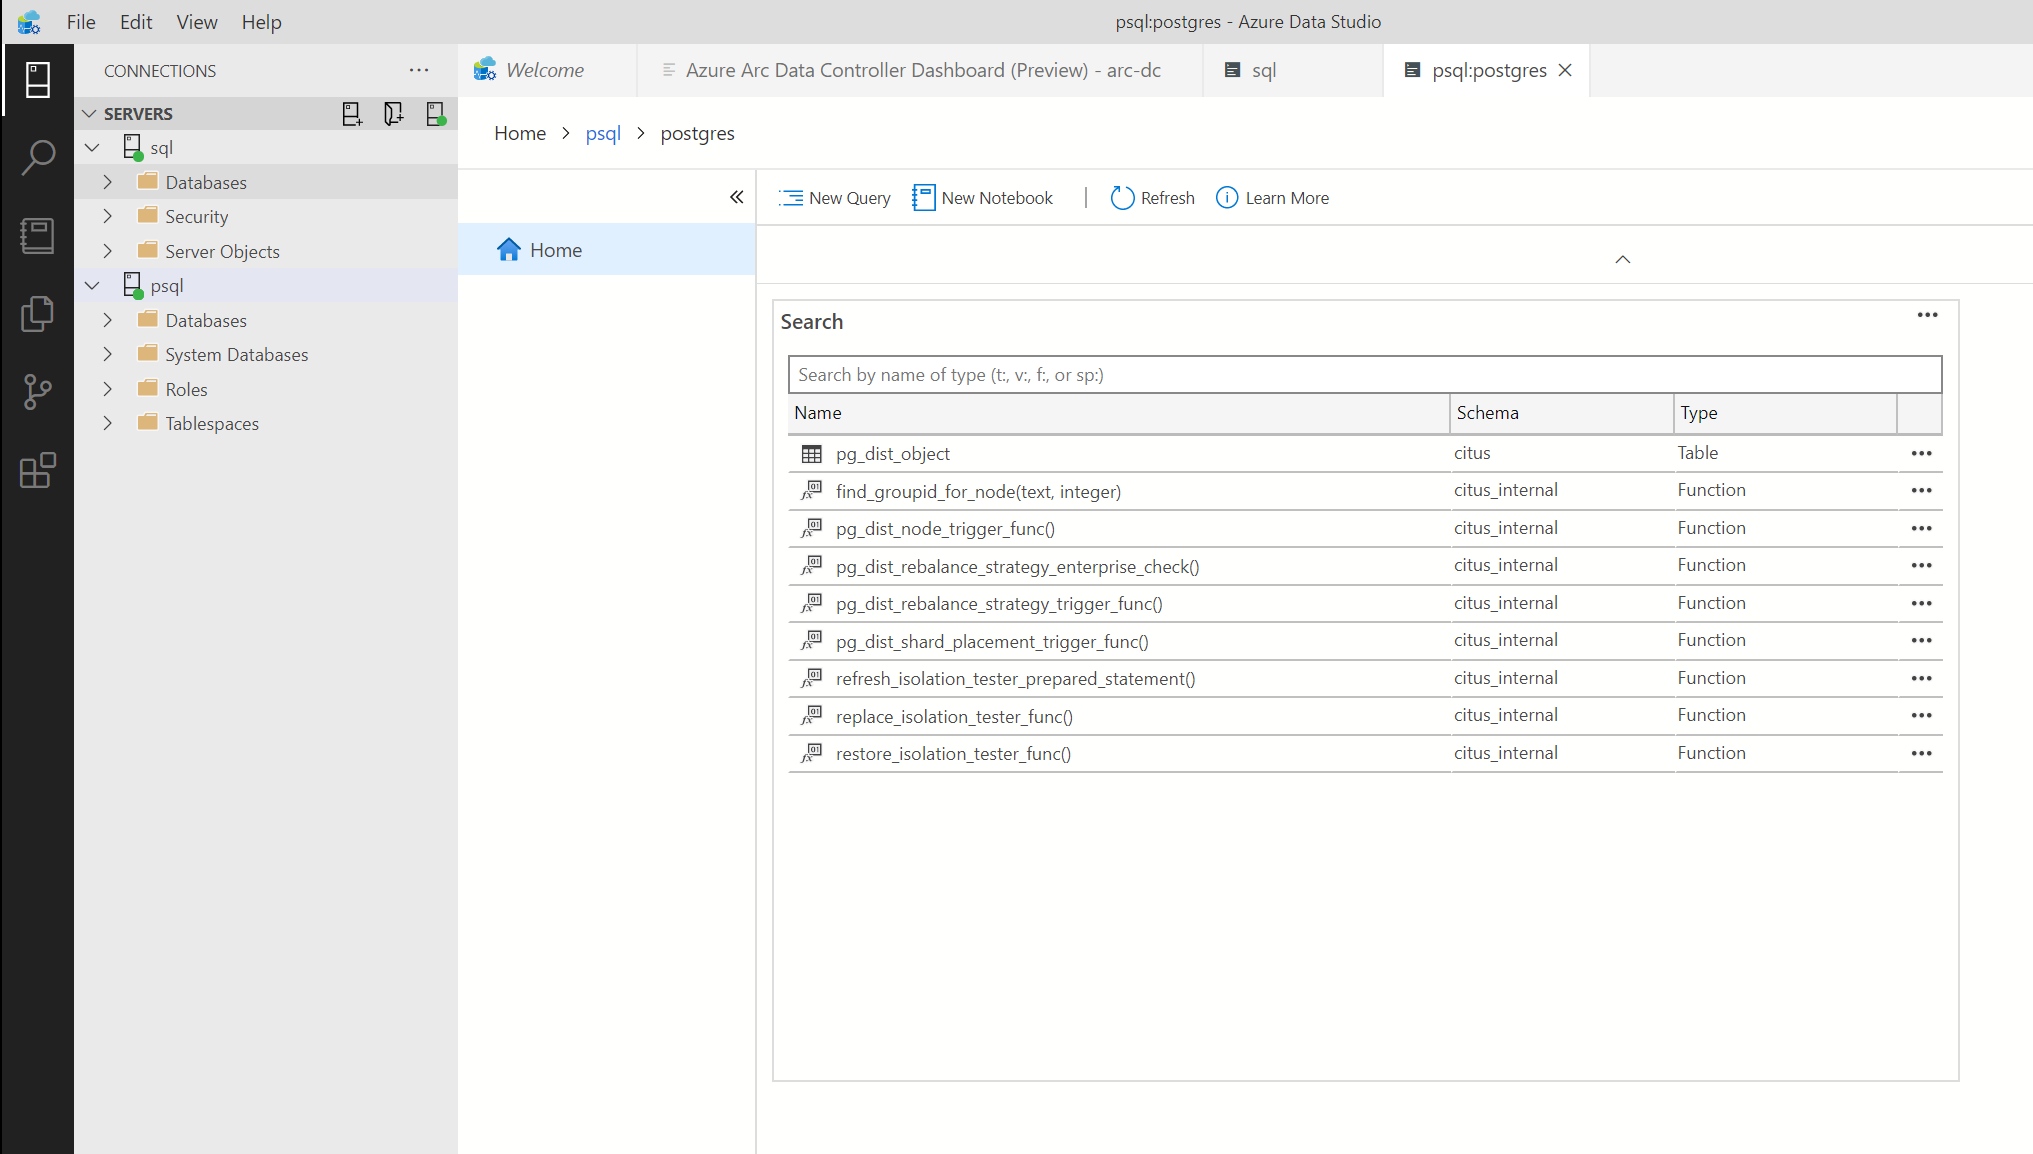 File Edit View Help psql:postgres - Azure Data Studio
CONNECTIONS
Welcome Azure Arc Data Controller Dashboard (Preview) - arc-dc sql psql:postgres
SERVERS
sql
Databases
Security
Server Objects
psql
Databases
System Databases
Roles
Tablespaces
Home > psql > postgres
New Query New Notebook | Refresh Learn More
Home
Search
Search by name of type (t:, v:, f:, or sp:)
Name Schema Type
pg_dist_object citus Table
find_groupid_for_node(text, integer) citus_internal Function
pg_dist_node_trigger_func() citus_internal Function
pg_dist_rebalance_strategy_enterprise_check() citus_internal Function
pg_dist_rebalance_strategy_trigger_func() citus_internal Function
pg_dist_shard_placement_trigger_func() citus_internal Function
refresh_isolation_tester_prepared_statement() citus_internal Function
replace_isolation_tester_func() citus_internal Function
restore_isolation_tester_func() citus_internal Function